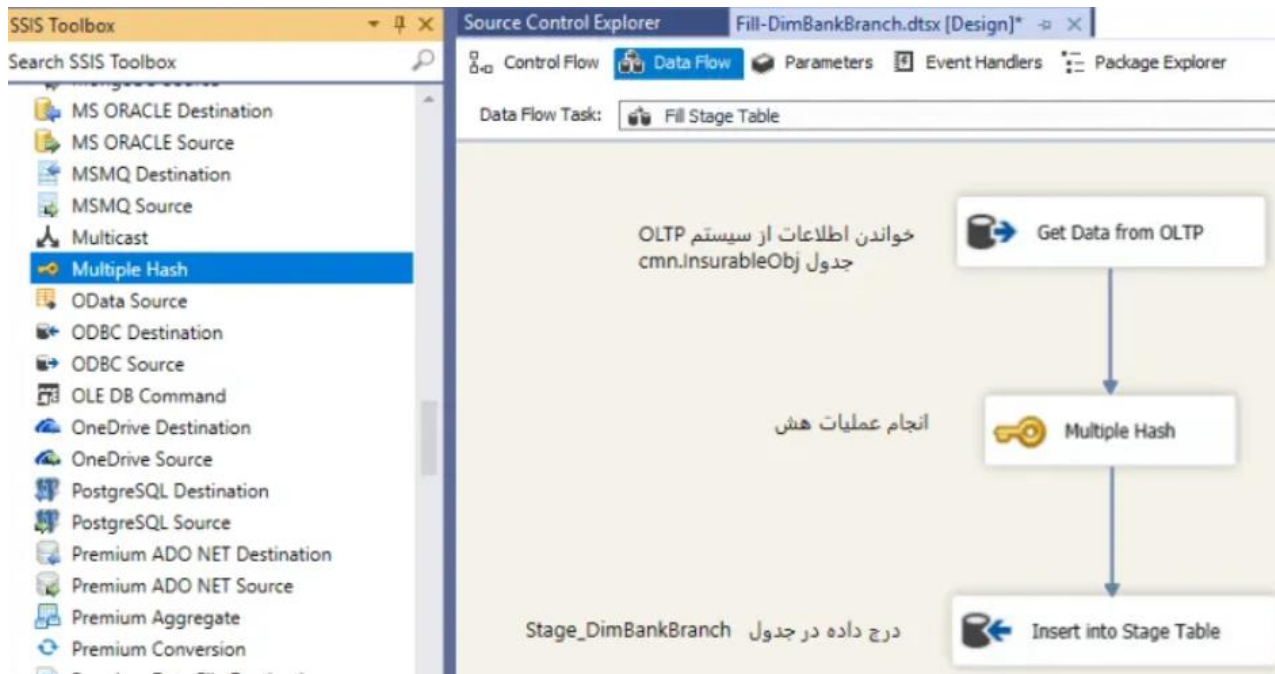 SSIS Toolbox
Search SSIS Toolbox
MS ORACLE Destination
MS ORACLE Source
MSMQ Destination
MSMQ Source
Multicast
Multiple Hash
OData Source
ODBC Destination
ODBC Source
OLE DB Command
OneDrive Destination
OneDrive Source
PostgreSQL Destination
PostgreSQL Source
Premium ADO NET Destination
Premium ADO NET Source
Premium Aggregate
Premium Conversion
Source Control Explorer
Fill-DimBankBranch.dtsx [Design]*
Control Flow Data Flow Parameters Event Handlers Package Explorer
Data Flow Task: Fill Stage Table
خواندن اطلاعات از سیستم OLTP
جدول cmn.InsurableObj
Get Data from OLTP
انجام عملیات هش
Multiple Hash
درج داده در جدول Stage_DimBankBranch
Insert into Stage Table